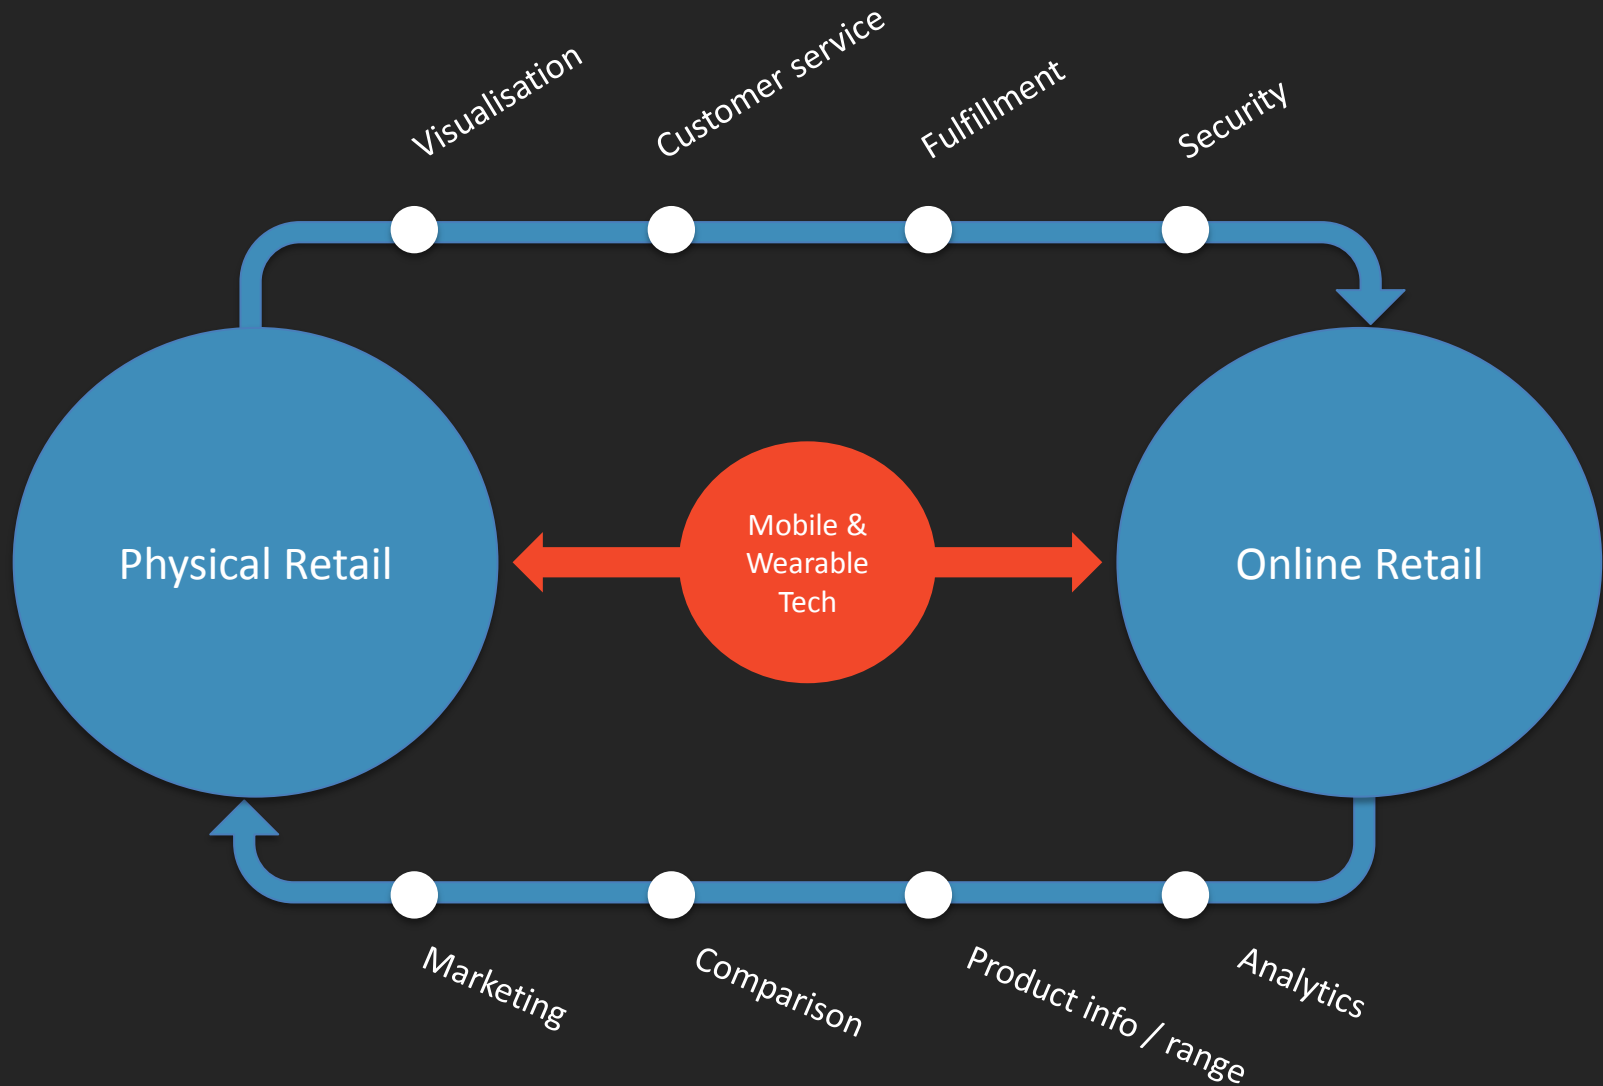 Visualisation
Customer service
Fulfillment
Security
Physical Retail
Mobile &
Wearable
Tech
Online Retail
Marketing
Comparison
Product info / range
Analytics